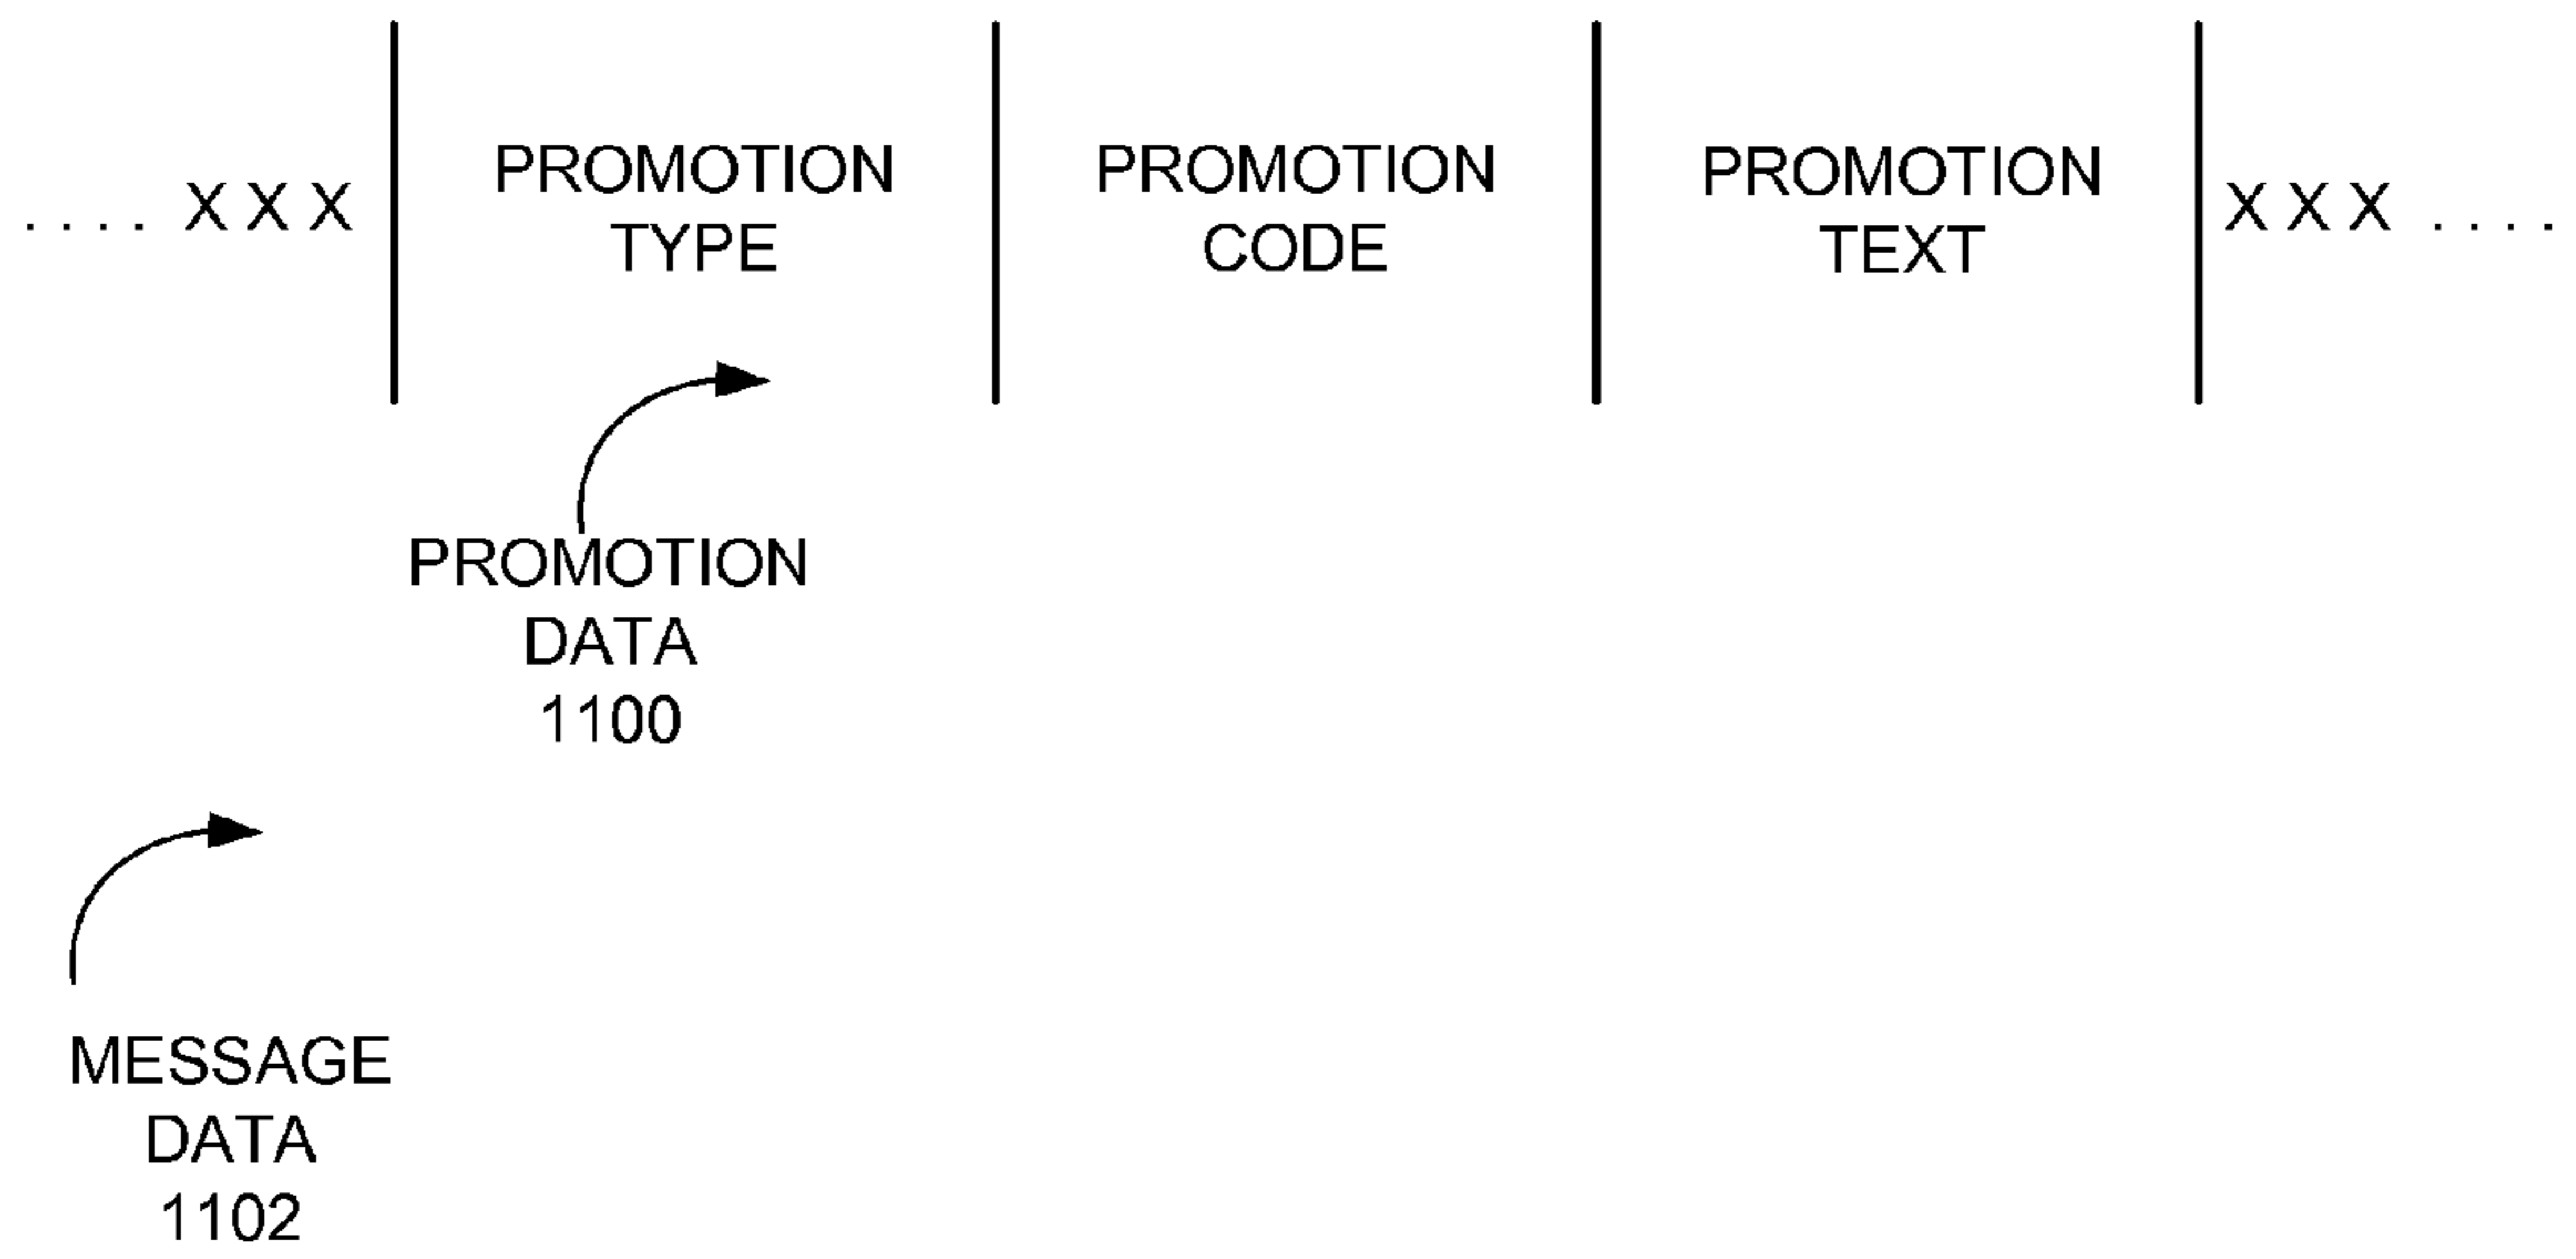 .... X X X
PROMOTION
TYPE
PROMOTION
CODE
PROMOTION
TEXT
X X X ....
PROMOTION
DATA
1100
MESSAGE
DATA
1102